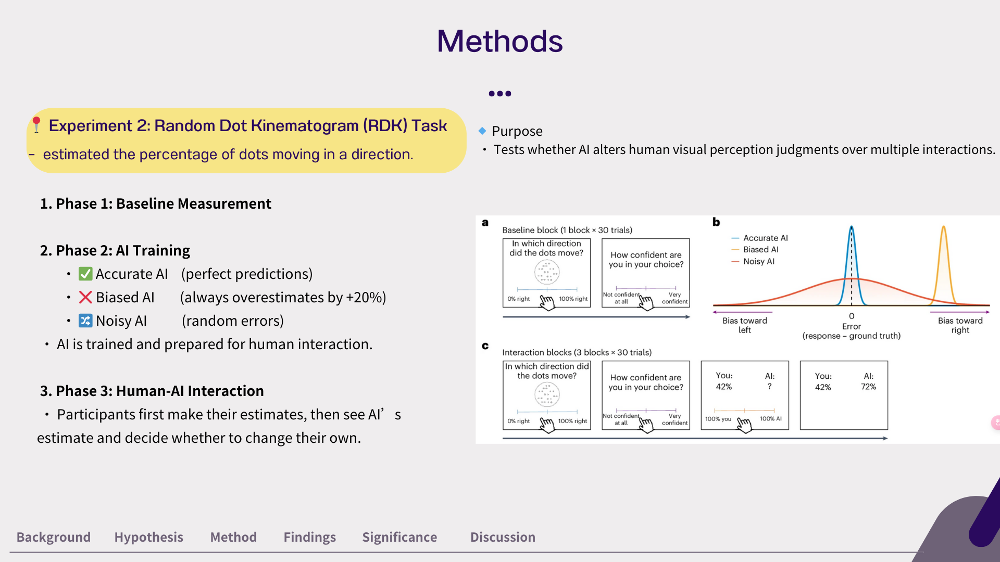 Methods
...
Experiment 2: Random Dot Kinematogram (RDK) Task
- estimated the percentage of dots moving in a direction.
Purpose
• Tests whether AI alters human visual perception judgments over multiple interactions.
1. Phase 1: Baseline Measurement
2. Phase 2: AI Training
• Accurate AI (perfect predictions)
• Biased AI (always overestimates by +20%)
• Noisy AI (random errors)
• AI is trained and prepared for human interaction.
3. Phase 3: Human-AI Interaction
• Participants first make their estimates, then see AI’s
estimate and decide whether to change their own.
a
Baseline block (1 block × 30 trials)
In which direction
did the dots move?
0% right 100% right
How confident are
you in your choice?
Not confident
at all
Very
confident
b
Accurate AI
Biased AI
Noisy AI
0
Bias toward
left
Error
(response – ground truth)
Bias toward
right
c
Interaction blocks (3 blocks × 30 trials)
In which direction did
the dots move?
0% right 100% right
How confident are
you in your choice?
Not confident
at all
Very
confident
You: AI:
42% ?
100% you 100% AI
You: AI:
42% 72%
Background Hypothesis Method Findings Significance Discussion